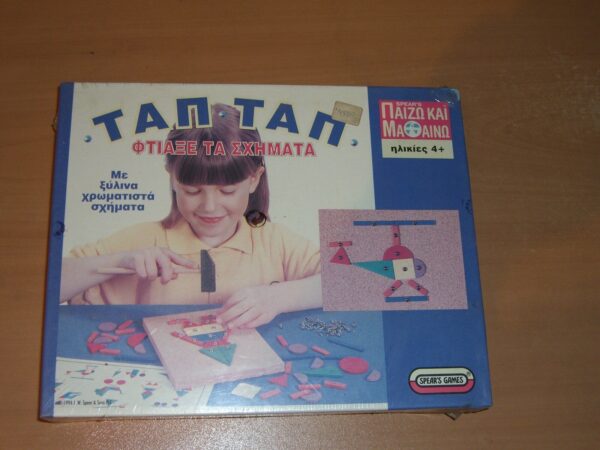 ΤΑΠ ΤΑΠ
ΦΤΙΑΞΕ ΤΑ ΣΧΗΜΑΤΑ
Με
ξύλινα
χρωματιστά
σχήματα
SPEAR'S
ΠΑΙΖΩ ΚΑΙ
ΜΑΘΑΙΝΩ
ηλικίες 4+
SPEAR'S GAMES